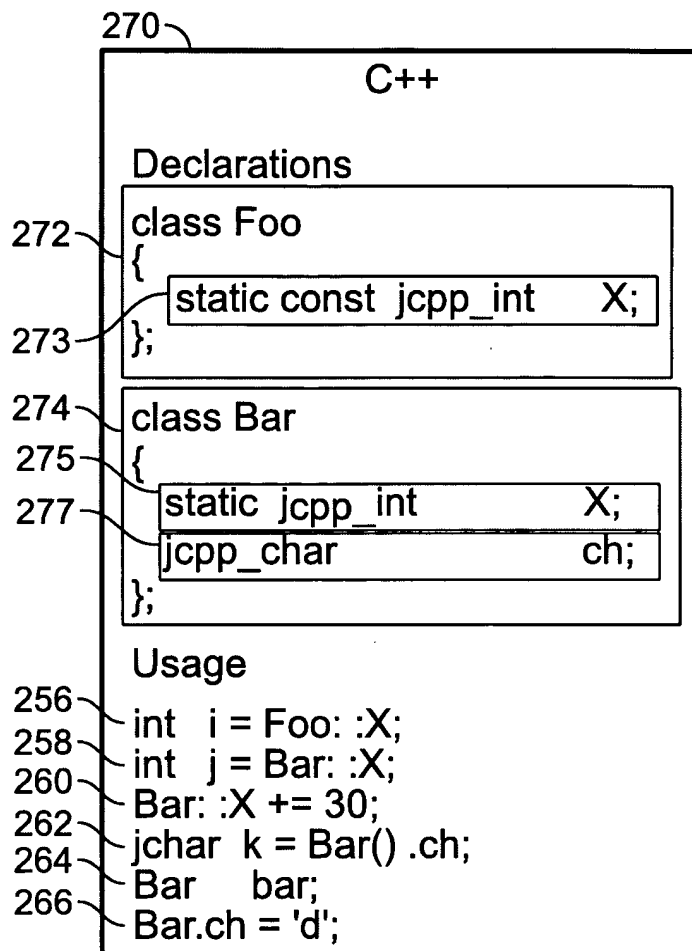 270
C++
Declarations
272
class Foo
{
273
static const jcpp_int X;
};
274
class Bar
{
275
static jcpp_int X;
277
jcpp_char ch;
};
Usage
256
int i = Foo: :X;
258
int j = Bar: :X;
260
Bar: :X += 30;
262
jchar k = Bar() .ch;
264
Bar bar;
266
Bar.ch = 'd';